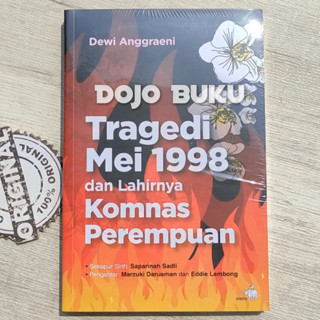 Dewi Anggraeni
DOJO BUKU
Tragedi
Mei 1998
dan Lahirnya
Komnas
Perempuan
• Sekapur Sirih: Saparinah Sadli
• Pengantar: Marzuki Darusman dan Eddie Lembong
ORIGINAL
100%
ORIGINAL